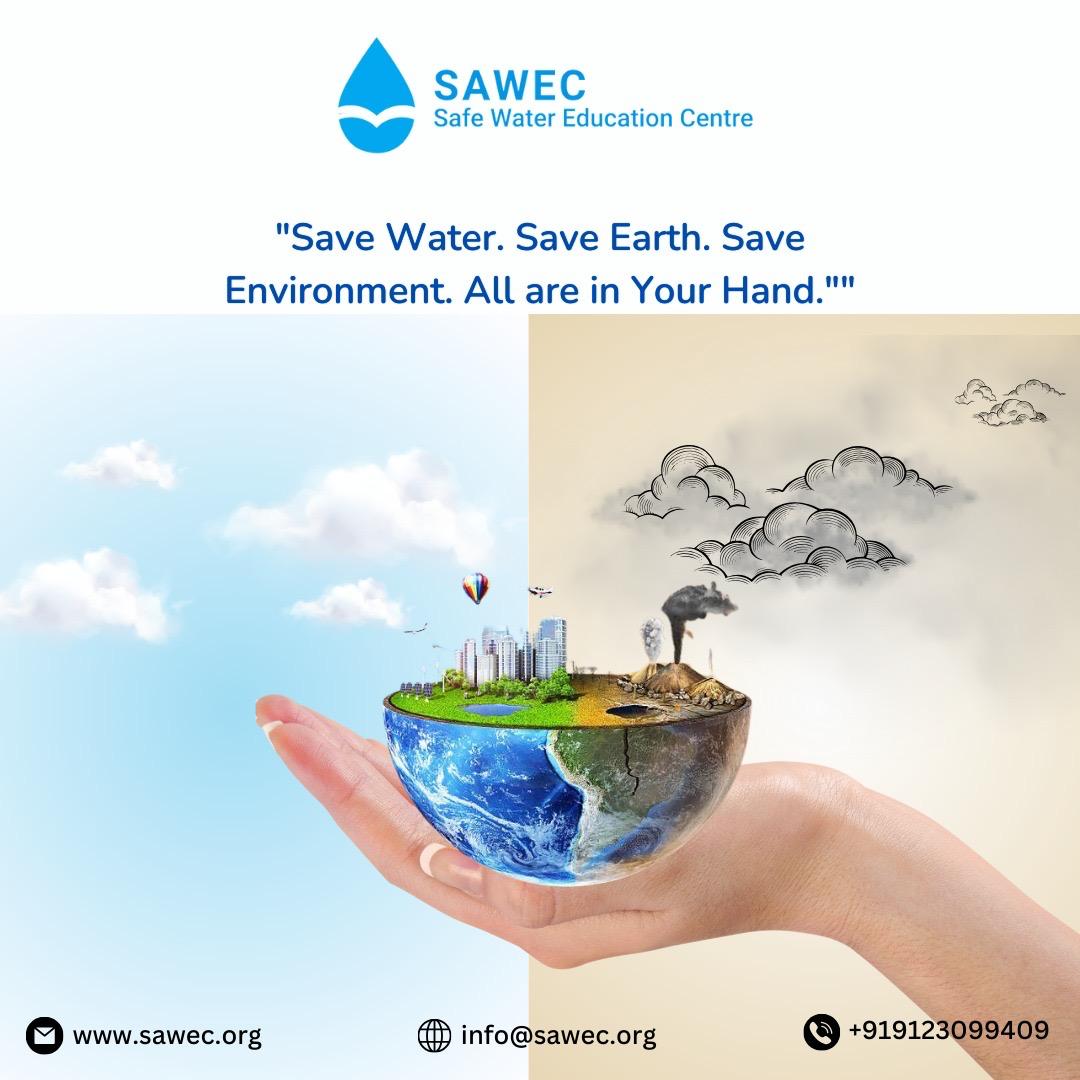 SAWEC
Safe Water Education Centre
"Save Water. Save Earth. Save
Environment. All are in Your Hand.""
www.sawec.org
info@sawec.org
+919123099409